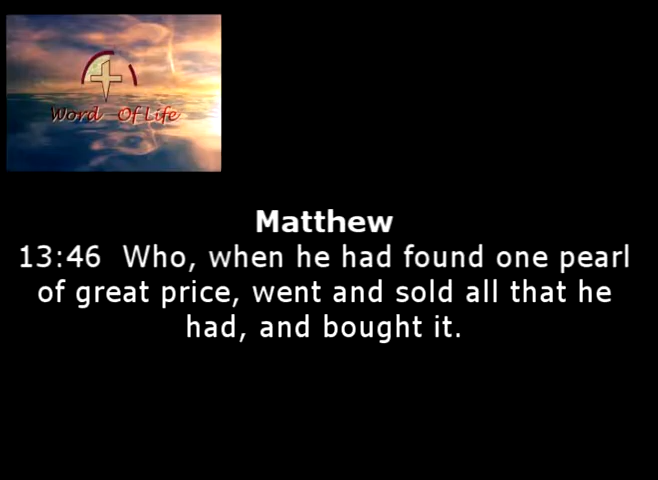 Word Of Life
Matthew
13:46 Who, when he had found one pearl
of great price, went and sold all that he
had, and bought it.